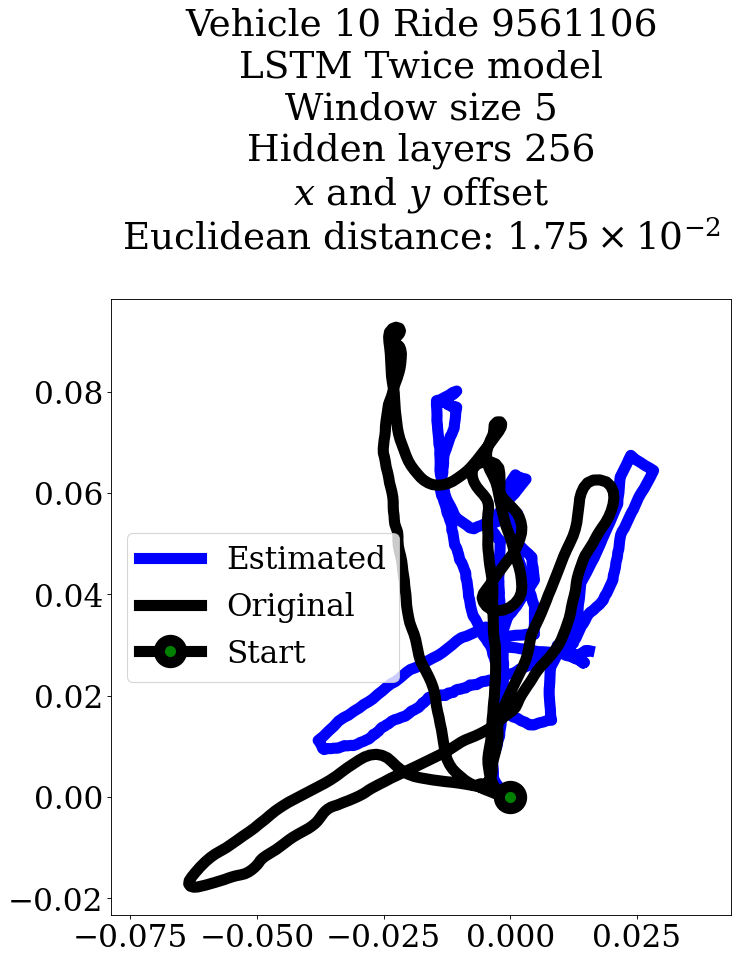 Vehicle 10 Ride 9561106
LSTM Twice model
Window size 5
Hidden layers 256
x and y offset
Euclidean distance: 1.75 × 10⁻²
0.08
0.06
0.04
0.02
0.00
−0.02
Estimated
Original
Start
−0.075 −0.050 −0.025 0.000 0.025